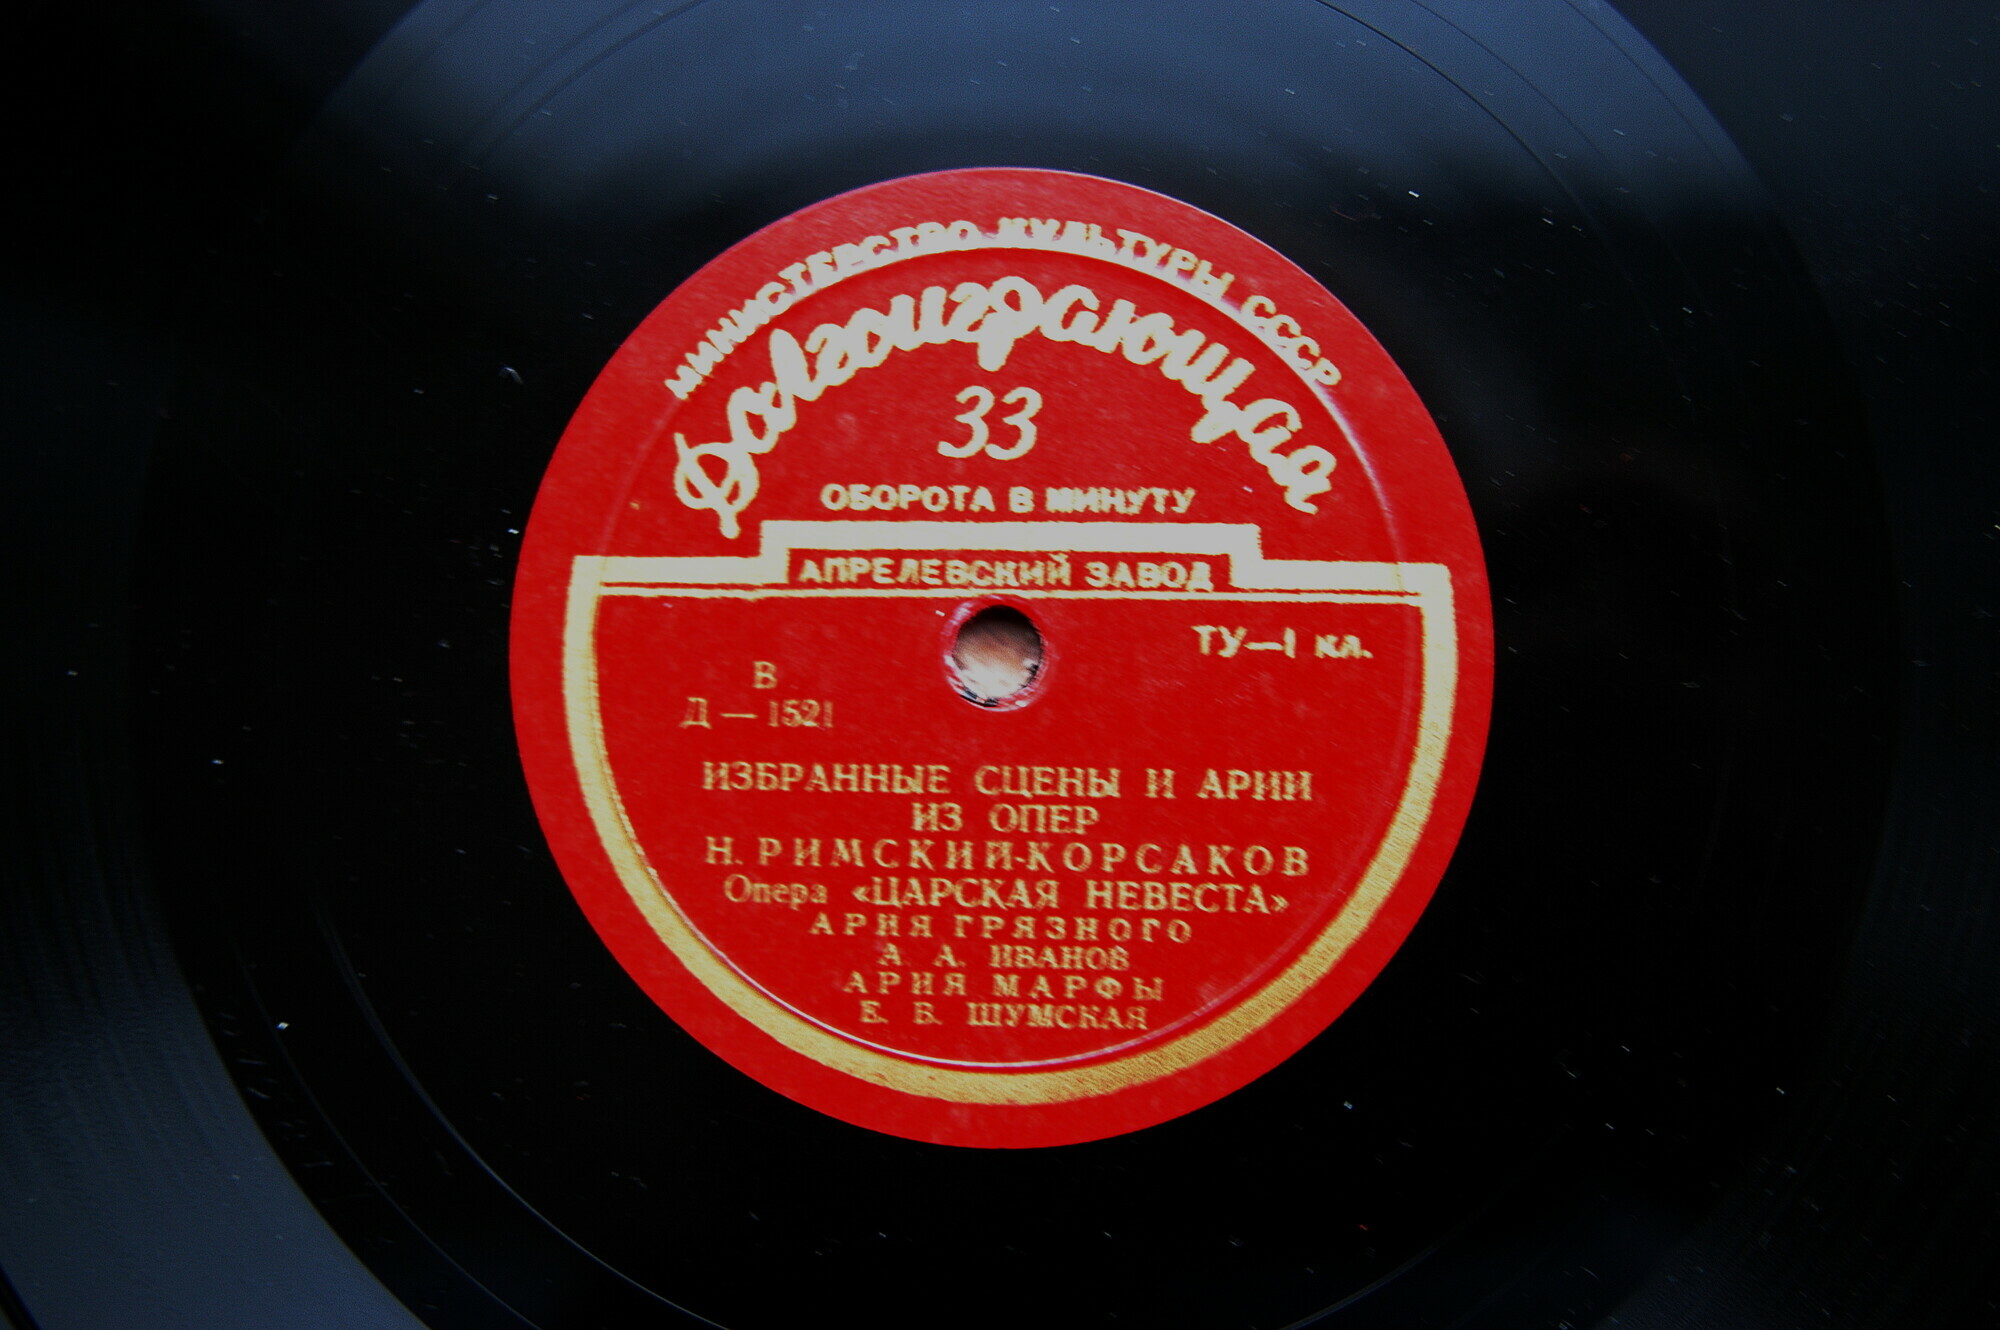 МИНИСТЕРСТВО КУЛЬТУРЫ СССР
Долгоиграющая
33
ОБОРОТА В МИНУТУ
АПРЕЛЕВСКИЙ ЗАВОД
ТУ—1 кл.
В
Д — 1521
ИЗБРАННЫЕ СЦЕНЫ И АРИИ
ИЗ ОПЕР
Н. РИМСКИЙ-КОРСАКОВ
Опера «ЦАРСКАЯ НЕВЕСТА»
АРИЯ ГРЯЗНОГО
А. А. ИВАНОВ
АРИЯ МАРФЫ
Е. В. ШУМСКАЯ